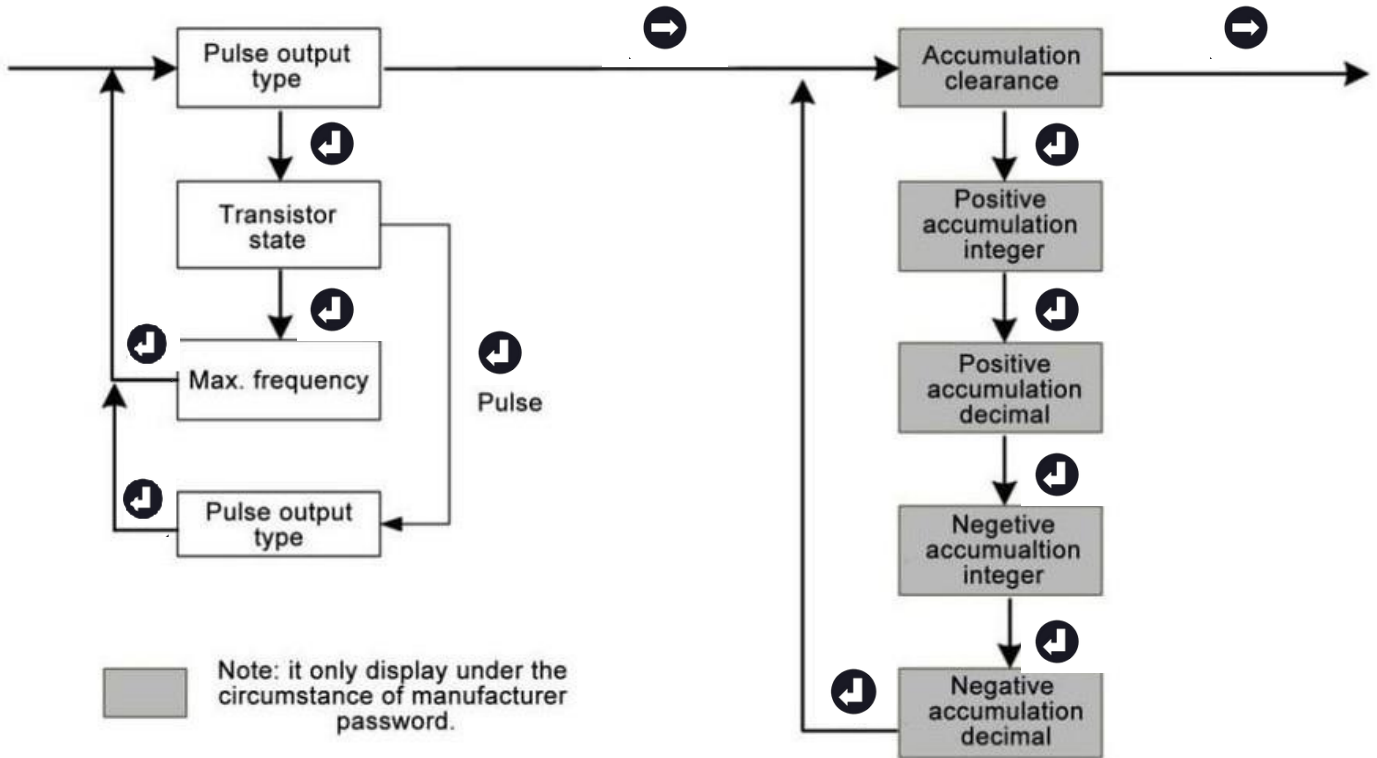 Pulse output
type
Transistor
state
Max. frequency
Pulse
Pulse output
type
Note: it only display under the
circumstance of manufacturer
password.
Accumulation
clearance
Positive
accumulation
integer
Positive
accumulation
decimal
Negetive
accumualtion
integer
Negative
accumulation
decimal